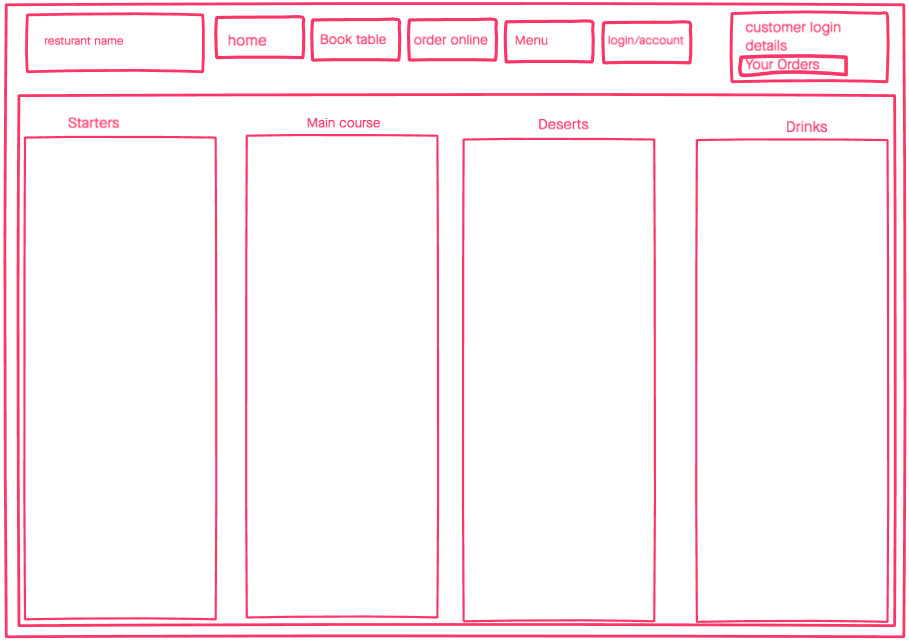 resturant name
home
Book table
order online
Menu
login/account
customer login
details
Your Orders
Starters
Main course
Deserts
Drinks